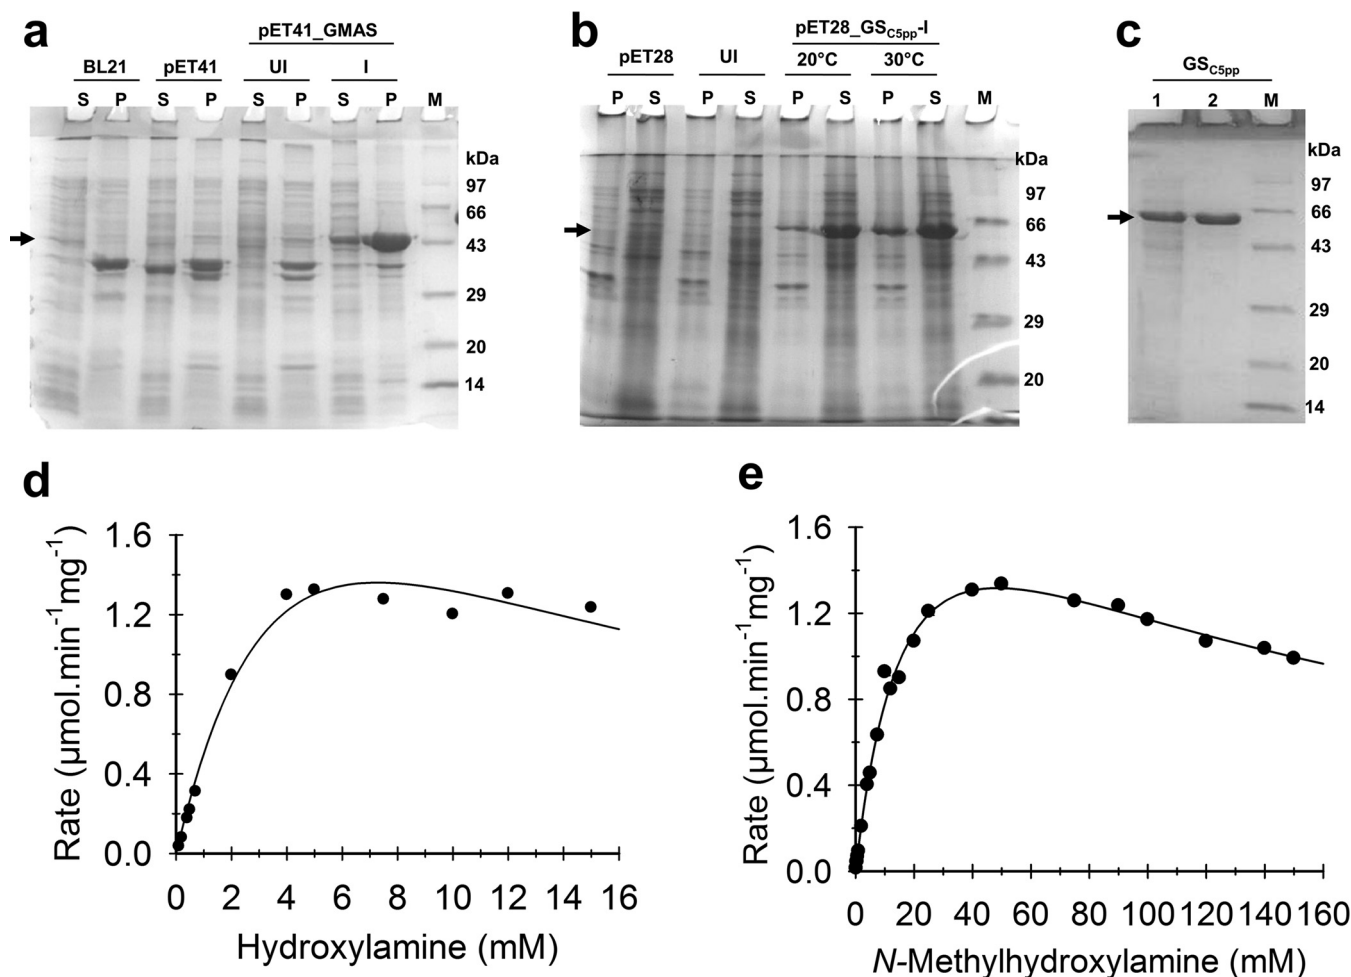 a
pET41_GMAS
BL21 pET41 UI I
S P S P S P S P M
kDa
97
66
43
29
20
14
b
pET28_GSC5pp-I
pET28 UI 20°C 30°C
P S P S P S P S M
kDa
97
66
43
29
20
c
GSC5pp
1 2 M
kDa
97
66
43
29
20
14
d
Rate (µmol.min-1mg-1)
1.6
1.2
0.8
0.4
0.0
0 2 4 6 8 10 12 14 16
Hydroxylamine (mM)
e
Rate (µmol.min-1mg-1)
1.6
1.2
0.8
0.4
0.0
0 20 40 60 80 100 120 140 160
N-Methylhydroxylamine (mM)